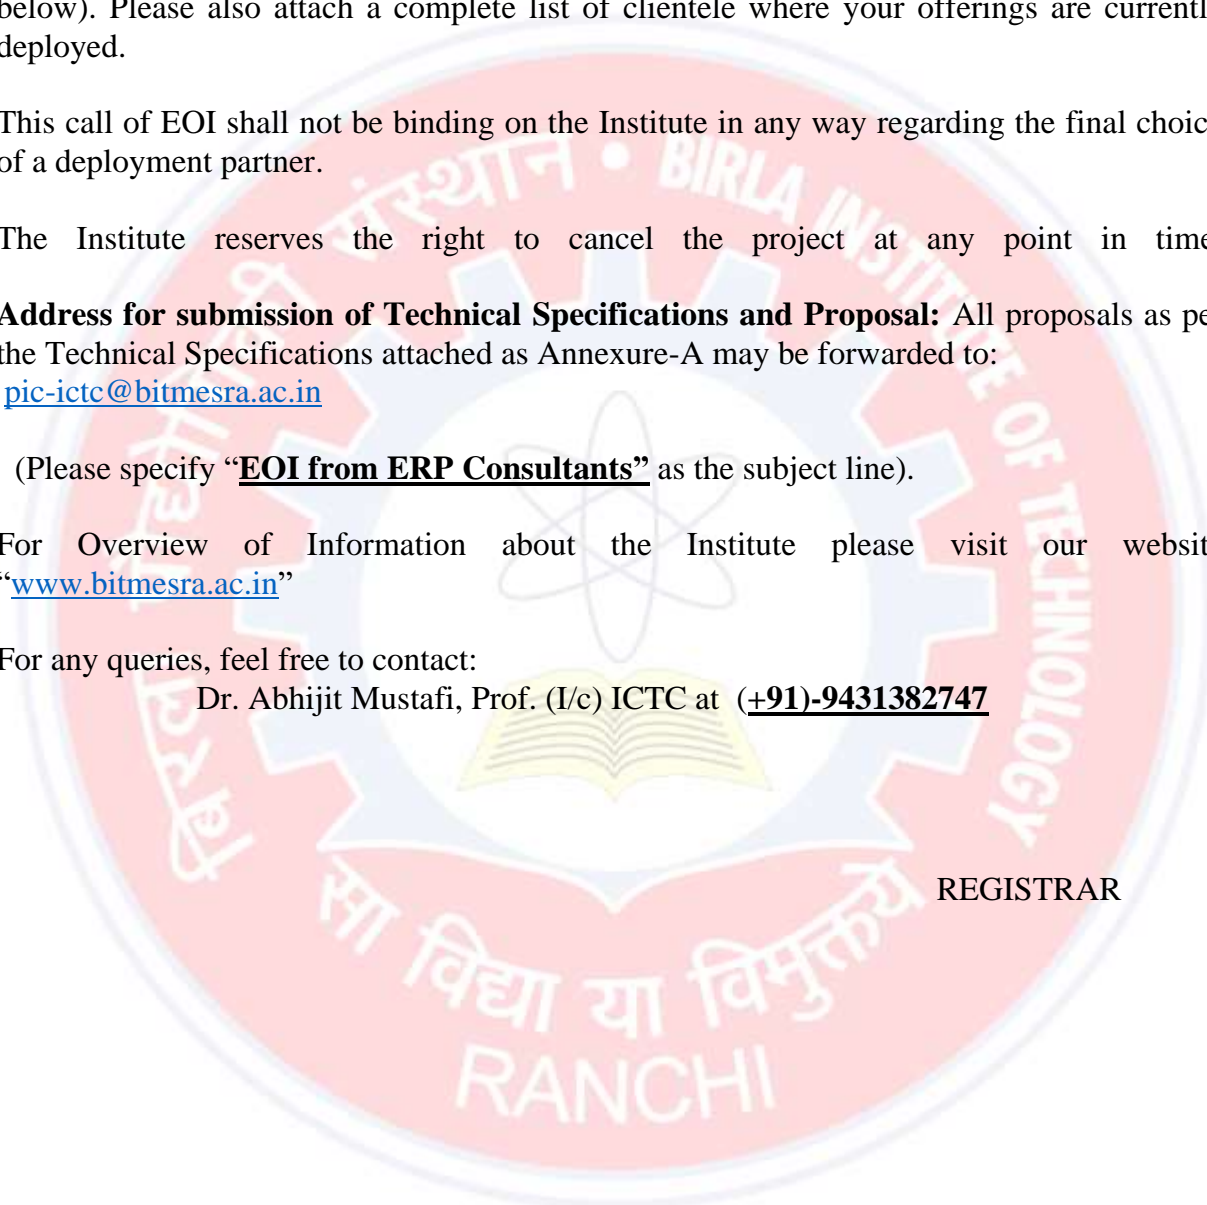 below). Please also attach a complete list of clientele where your offerings are currentl
deployed.
This call of EOI shall not be binding on the Institute in any way regarding the final choic
of a deployment partner.
The Institute reserves the right to cancel the project at any point in time
Address for submission of Technical Specifications and Proposal: All proposals as pe
the Technical Specifications attached as Annexure-A may be forwarded to:
pic-ictc@bitmesra.ac.in
(Please specify “EOI from ERP Consultants” as the subject line).
For Overview of Information about the Institute please visit our websit
“www.bitmesra.ac.in”
For any queries, feel free to contact:
Dr. Abhijit Mustafi, Prof. (I/c) ICTC at (+91)-9431382747
REGISTRAR
बिरला प्रौद्योगिकी संस्थान • BIRLA INSTITUTE OF TECHNOLOGY
सा विद्या या विमुक्तये
RANCHI